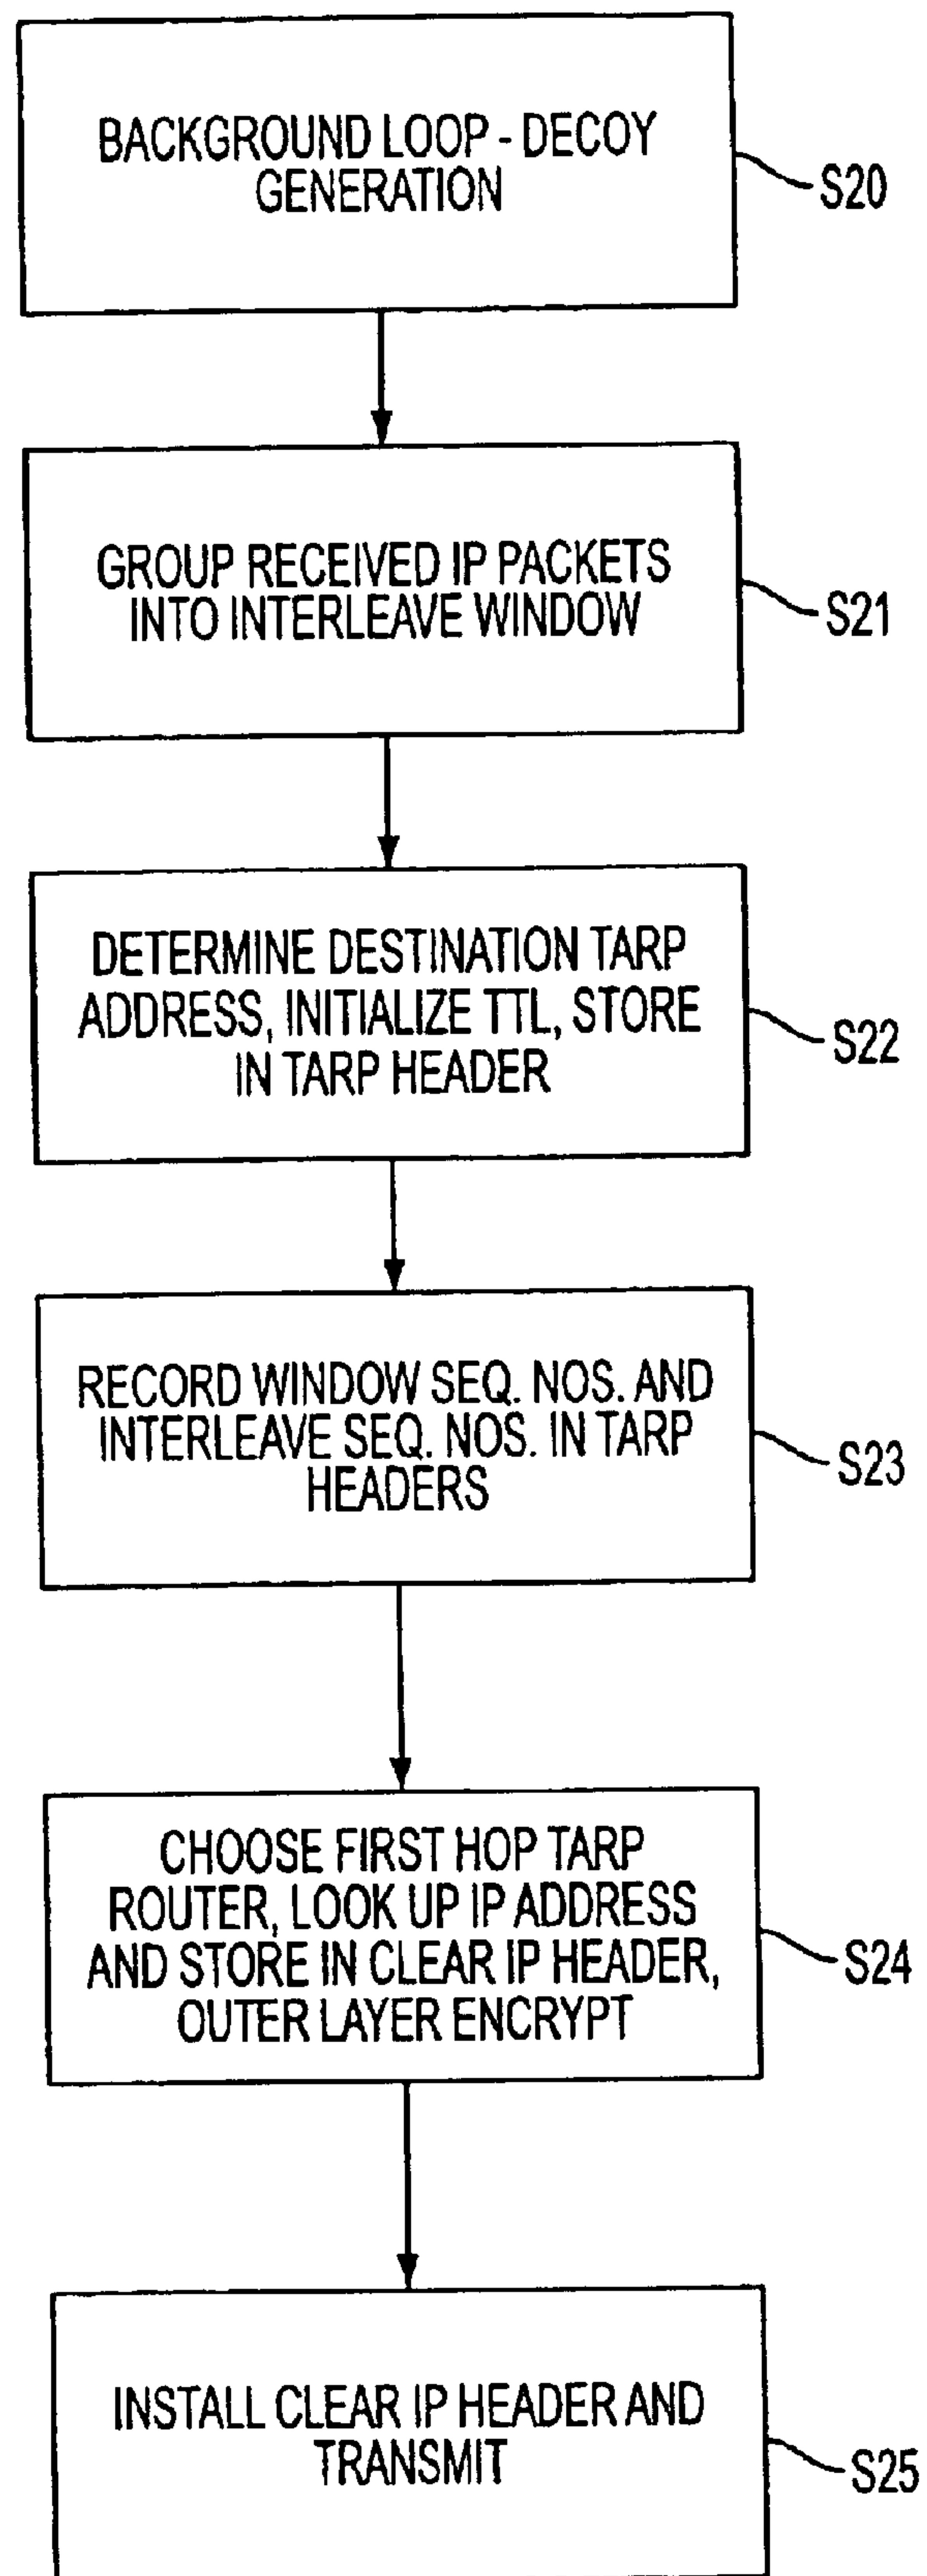 BACKGROUND LOOP - DECOY
GENERATION
S20
GROUP RECEIVED IP PACKETS
INTO INTERLEAVE WINDOW
S21
DETERMINE DESTINATION TARP
ADDRESS, INITIALIZE TTL, STORE
IN TARP HEADER
S22
RECORD WINDOW SEQ. NOS. AND
INTERLEAVE SEQ. NOS. IN TARP
HEADERS
S23
CHOOSE FIRST HOP TARP
ROUTER, LOOK UP IP ADDRESS
AND STORE IN CLEAR IP HEADER,
OUTER LAYER ENCRYPT
S24
INSTALL CLEAR IP HEADER AND
TRANSMIT
S25